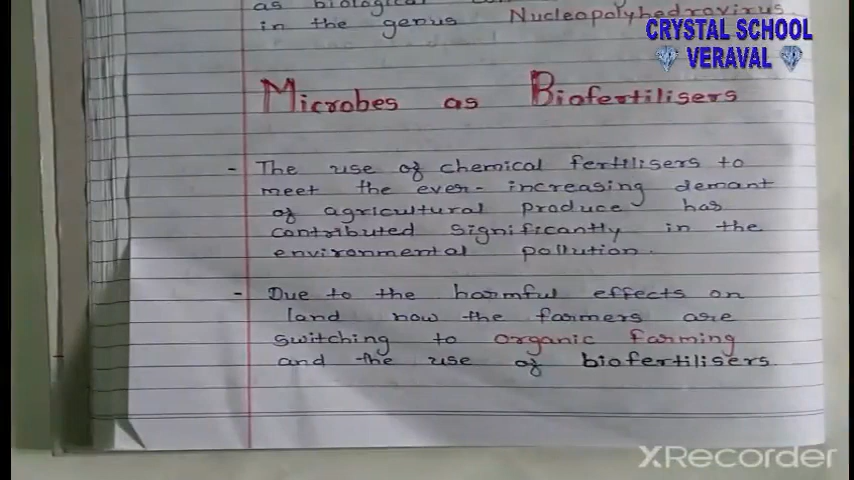 as biological
in the genus Nucleopolyhedrovirus
CRYSTAL SCHOOL
VERAVAL
Microbes as Biofertilisers
- The use of chemical fertilisers to
meet the ever-increasing demant
of agricultural produce has
contributed significantly in the
environmental pollution.
- Due to the harmful effects on
land now the farmers are
switching to organic farming
and the use of biofertilisers.
XRecorder